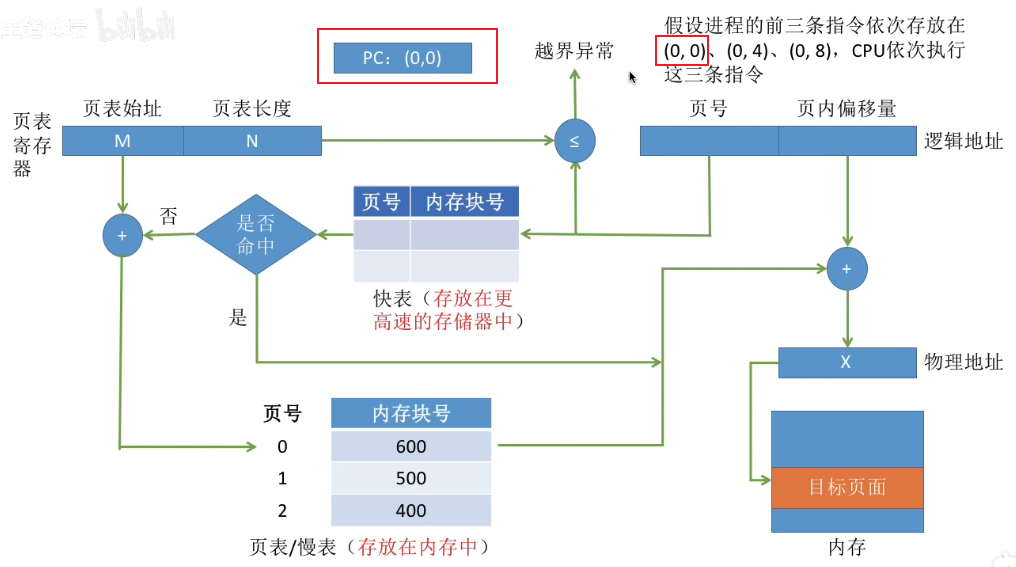 王道论坛 bilibili
假设进程的前三条指令依次存放在
(0, 0)、(0, 4)、(0, 8)，CPU依次执行
这三条指令
PC：(0,0)
越界异常
页表始址
页表长度
页号
页内偏移量
页表
寄存
器
M
N
≤
逻辑地址
页号
内存块号
+
否
是否
命中
+
快表（存放在更
高速的存储器中）
是
X
物理地址
页号
内存块号
0
600
1
500
2
400
目标页面
页表/慢表（存放在内存中）
内存